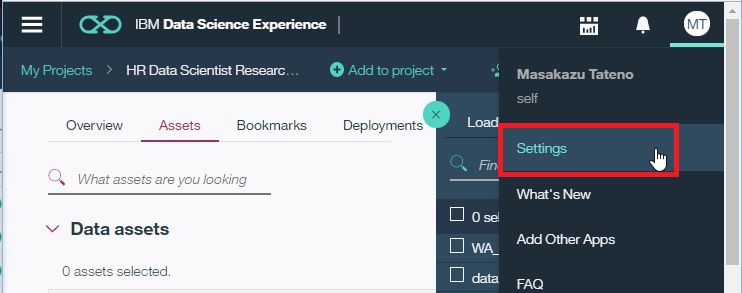 IBM Data Science Experience
MT
My Projects > HR Data Scientist Researc... Add to project
Masakazu Tateno
self
Overview Assets Bookmarks Deployments
Load
Settings
What assets are you looking
Fin
What's New
Data assets
0 sel
Add Other Apps
WA_
0 assets selected.
data
FAQ